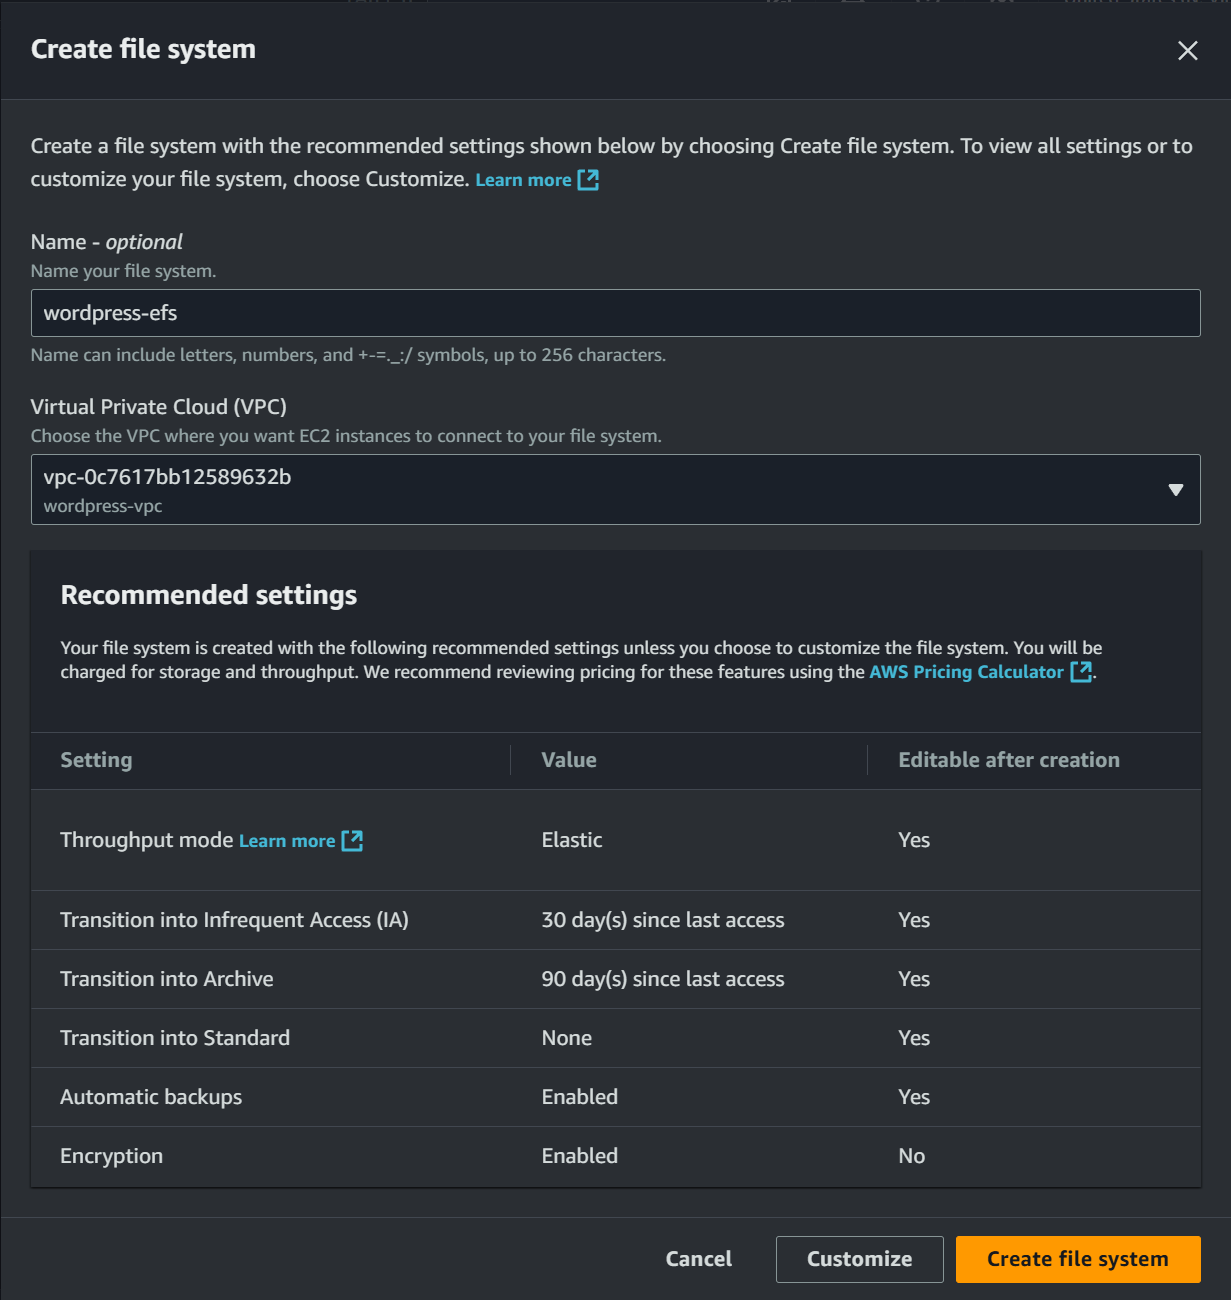 Create file system
Create a file system with the recommended settings shown below by choosing Create file system. To view all settings or to
customize your file system, choose Customize. Learn more
Name - optional
Name your file system.
wordpress-efs
Name can include letters, numbers, and +-=._:/ symbols, up to 256 characters.
Virtual Private Cloud (VPC)
Choose the VPC where you want EC2 instances to connect to your file system.
vpc-0c7617bb12589632b
wordpress-vpc
Recommended settings
Your file system is created with the following recommended settings unless you choose to customize the file system. You will be
charged for storage and throughput. We recommend reviewing pricing for these features using the AWS Pricing Calculator.
Setting Value Editable after creation
Throughput mode Learn more Elastic Yes
Transition into Infrequent Access (IA) 30 day(s) since last access Yes
Transition into Archive 90 day(s) since last access Yes
Transition into Standard None Yes
Automatic backups Enabled Yes
Encryption Enabled No
Cancel Customize Create file system